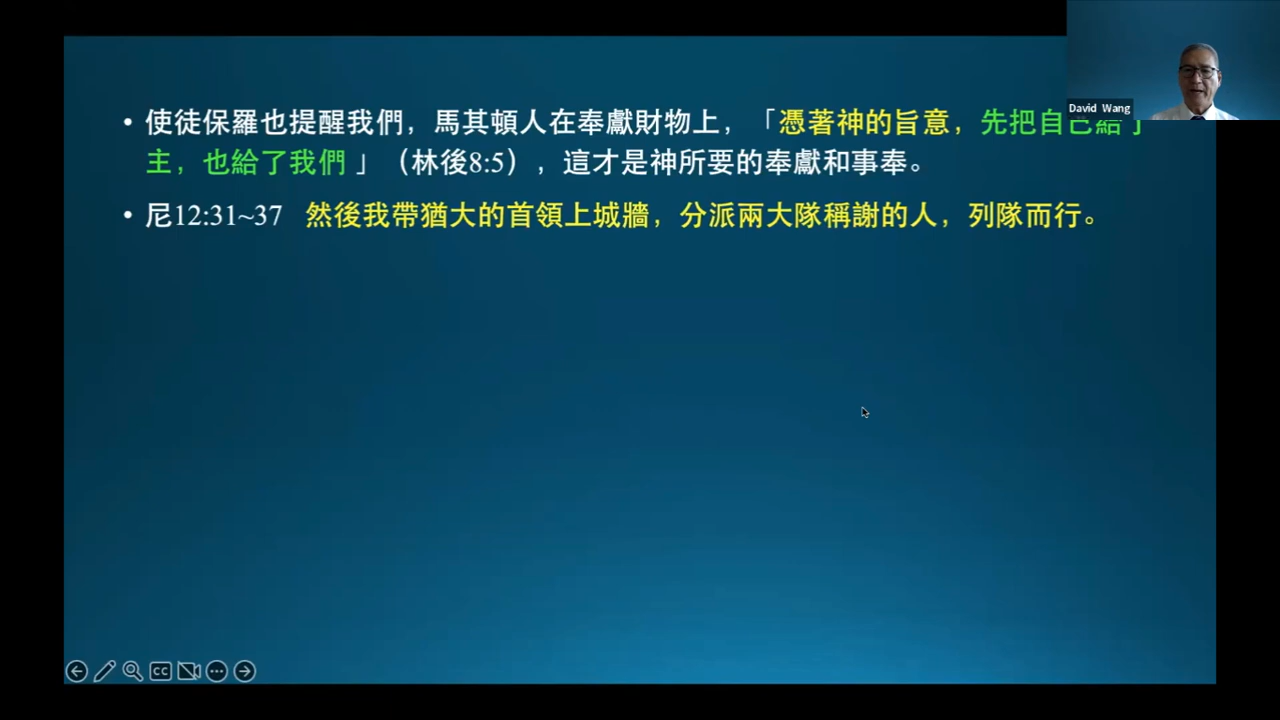 David Wang
• 使徒保羅也提醒我們，馬其頓人在奉獻財物上，「憑著神的旨意，先把自己給了
主，也給了我們 」（林後8:5），這才是神所要的奉獻和事奉。
• 尼12:31~37 然後我帶猶大的首領上城牆，分派兩大隊稱謝的人，列隊而行。
CC